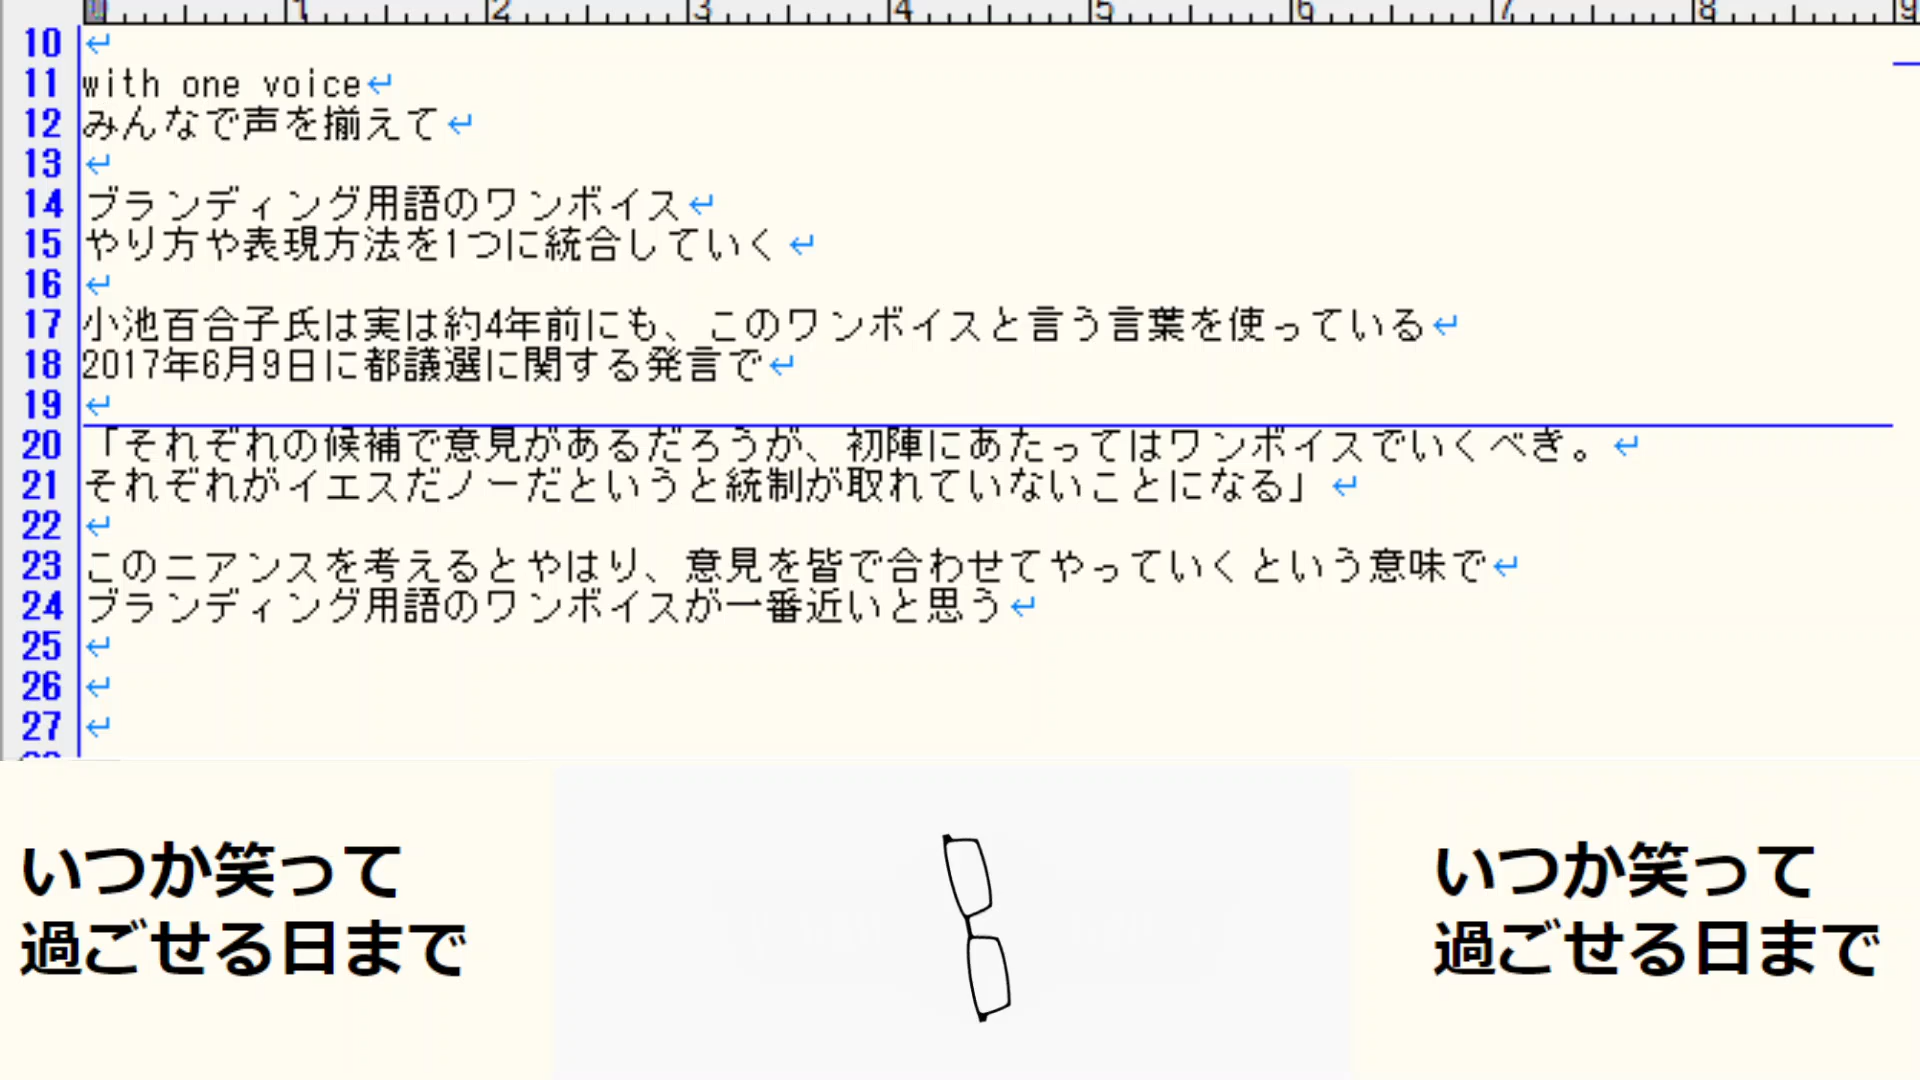 0 1 2 3 4 5 6 7 8 9
10
11 with one voice
12 みんなで声を揃えて
13
14 ブランディング用語のワンボイス
15 やり方や表現方法を1つに統合していく
16
17 小池百合子氏は実は約4年前にも、このワンボイスと言う言葉を使っている
18 2017年6月9日に都議選に関する発言で
19
20 「それぞれの候補で意見があるだろうが、初陣にあたってはワンボイスでいくべき。
21 それぞれがイエスだノーだというと統制が取れていないことになる」
22
23 このニアンスを考えるとやはり、意見を皆で合わせてやっていくという意味で
24 ブランディング用語のワンボイスが一番近いと思う
25
26
27
いつか笑って
過ごせる日まで
いつか笑って
過ごせる日まで